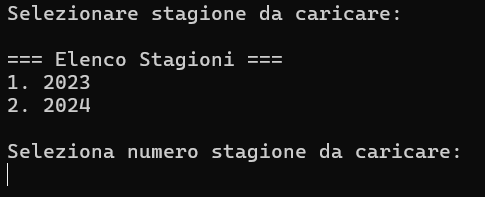 Selezionare stagione da caricare:
=== Elenco Stagioni ===
1. 2023
2. 2024
Seleziona numero stagione da caricare: